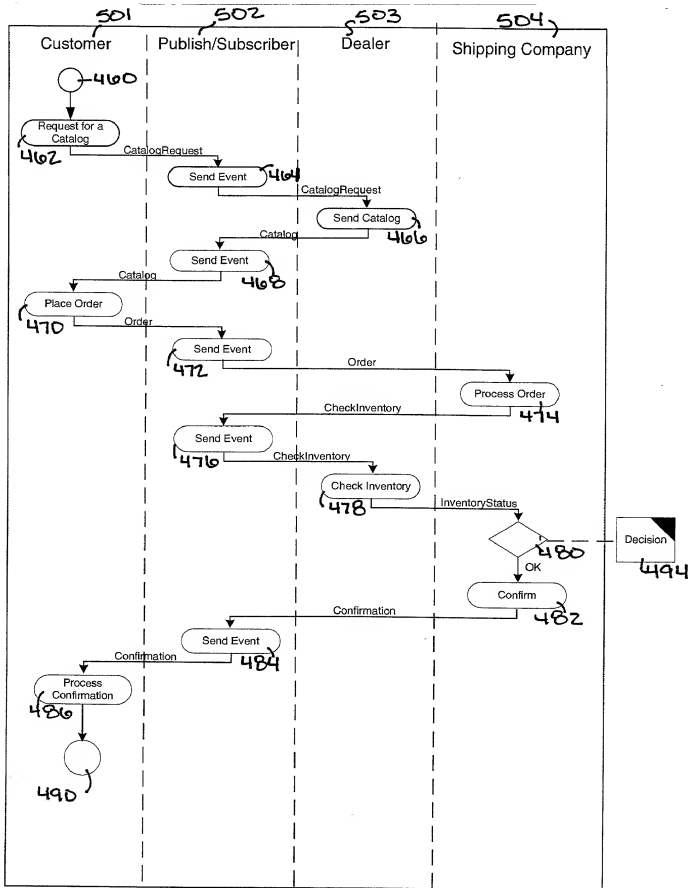 501
502
503
504
Customer
Publish/Subscriber
Dealer
Shipping Company
460
Request for a
Catalog
462
CatalogRequest
Send Event
464
CatalogRequest
Send Catalog
466
Catalog
Send Event
468
Catalog
Place Order
470
Order
Send Event
472
Order
Process Order
474
CheckInventory
Send Event
476
CheckInventory
Check Inventory
478
InventoryStatus
480
Decision
494
OK
Confirm
482
Confirmation
Send Event
484
Confirmation
Process
Confirmation
486
490